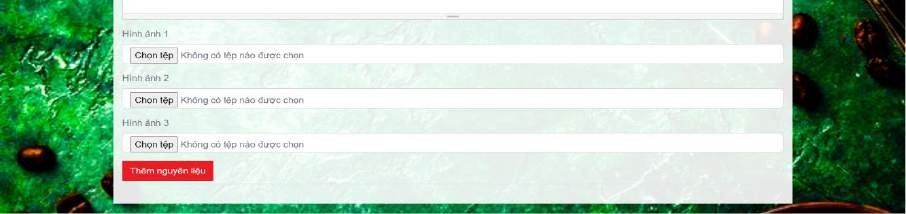 Hình ảnh 1
Chọn tệp Không có tệp nào được chọn
Hình ảnh 2
Chọn tệp Không có tệp nào được chọn
Hình ảnh 3
Chọn tệp Không có tệp nào được chọn
Thêm nguyên liệu